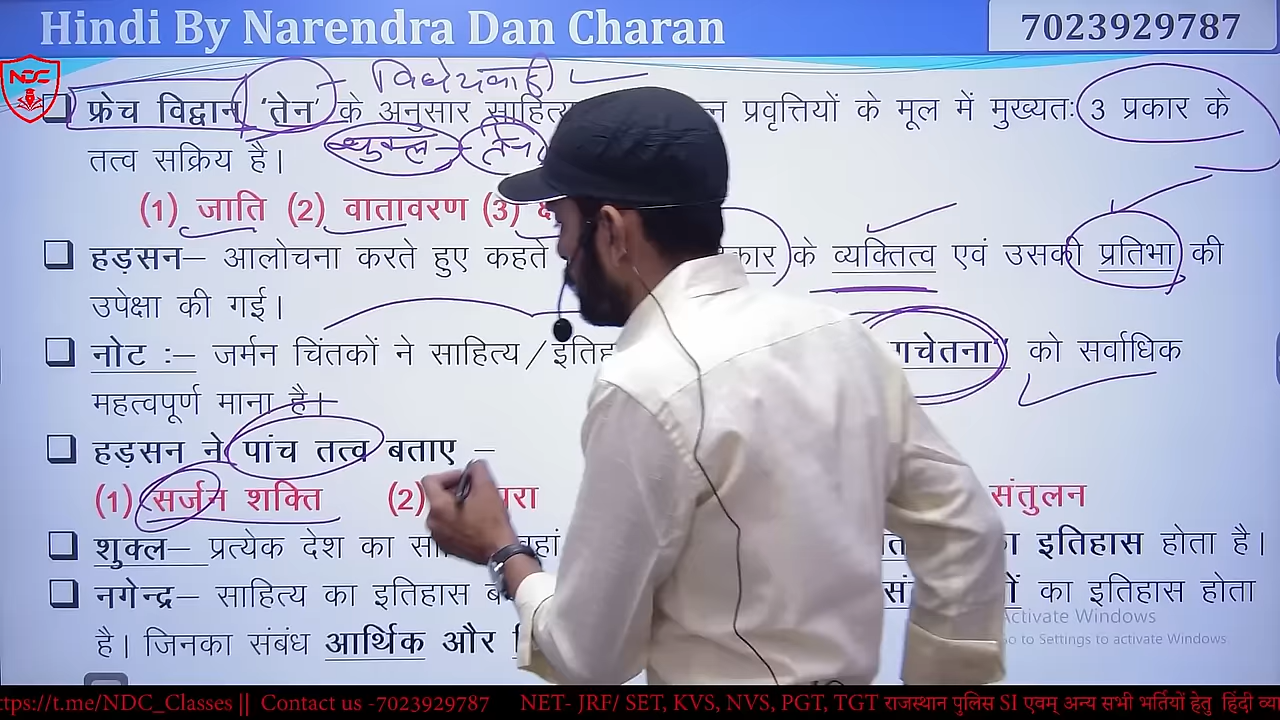 Hindi By Narendra Dan Charan
7023929787
NDC
विधेयवादी
❑ फ्रेंच विद्वान 'तेन' के अनुसार प्रवृत्तियों के मूल में मुख्यतः 3 प्रकार के
शुक्ल तेन
तत्व सक्रिय है।
(1) जाति (2) वातावरण (3)
❑ हड़सन– आलोचना करते हुए कहते के व्यक्तित्व एवं उसकी प्रतिभा की
उपेक्षा की गई।
❑ नोट :– जर्मन चिंतकों ने साहित्य को सर्वाधिक
महत्वपूर्ण माना है।
❑ हड़सन ने पांच तत्व बताए –
(1) सर्जन शक्ति (2) संतुलन
❑ शुक्ल– प्रत्येक देश का इतिहास होता है।
❑ नगेन्द्र– साहित्य का इतिहास का इतिहास होता
है। जिनका संबंध आर्थिक और
Activate Windows
Go to Settings to activate Windows.
ttps://t.me/NDC_Classes || Contact us -7023929787 NET- JRF/ SET, KVS, NVS, PGT, TGT राजस्थान पुलिस SI एवम् अन्य सभी भर्तियों हेतु हिंदी